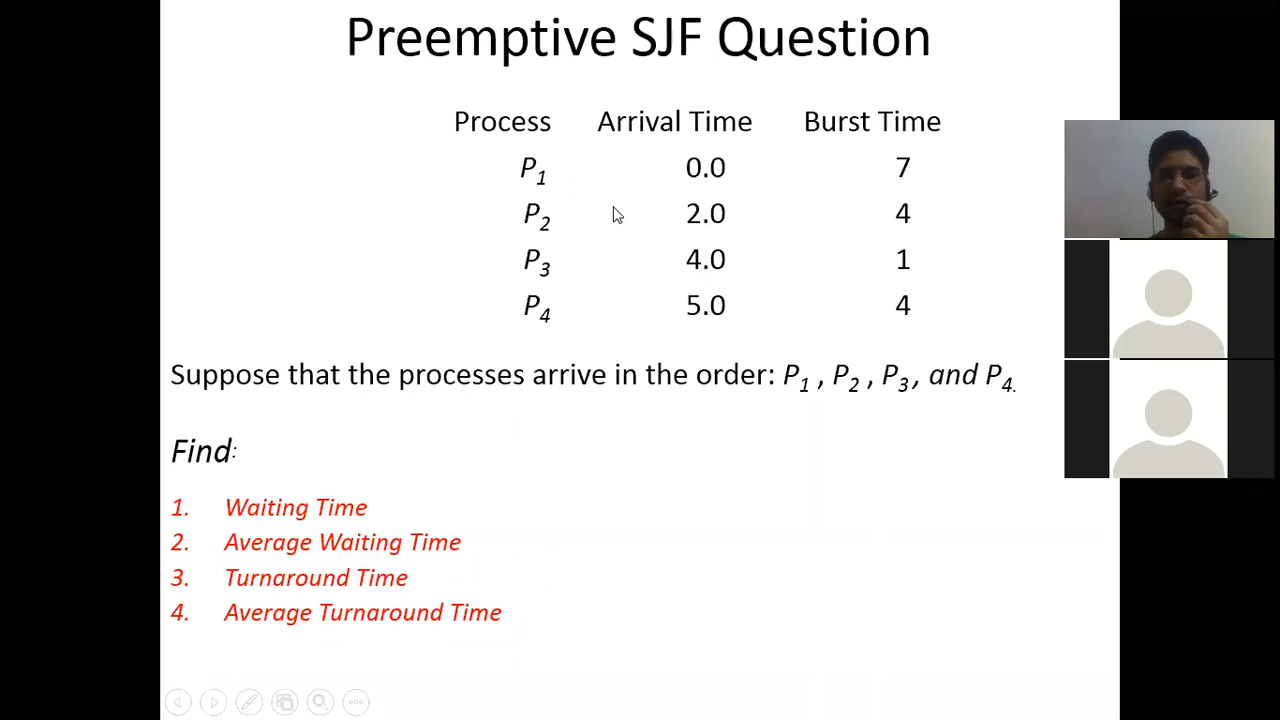 Preemptive SJF Question
Process Arrival Time Burst Time
P1 0.0 7
P2 2.0 4
P3 4.0 1
P4 5.0 4
Suppose that the processes arrive in the order: P1 , P2 , P3, and P4.
Find:
1. Waiting Time
2. Average Waiting Time
3. Turnaround Time
4. Average Turnaround Time